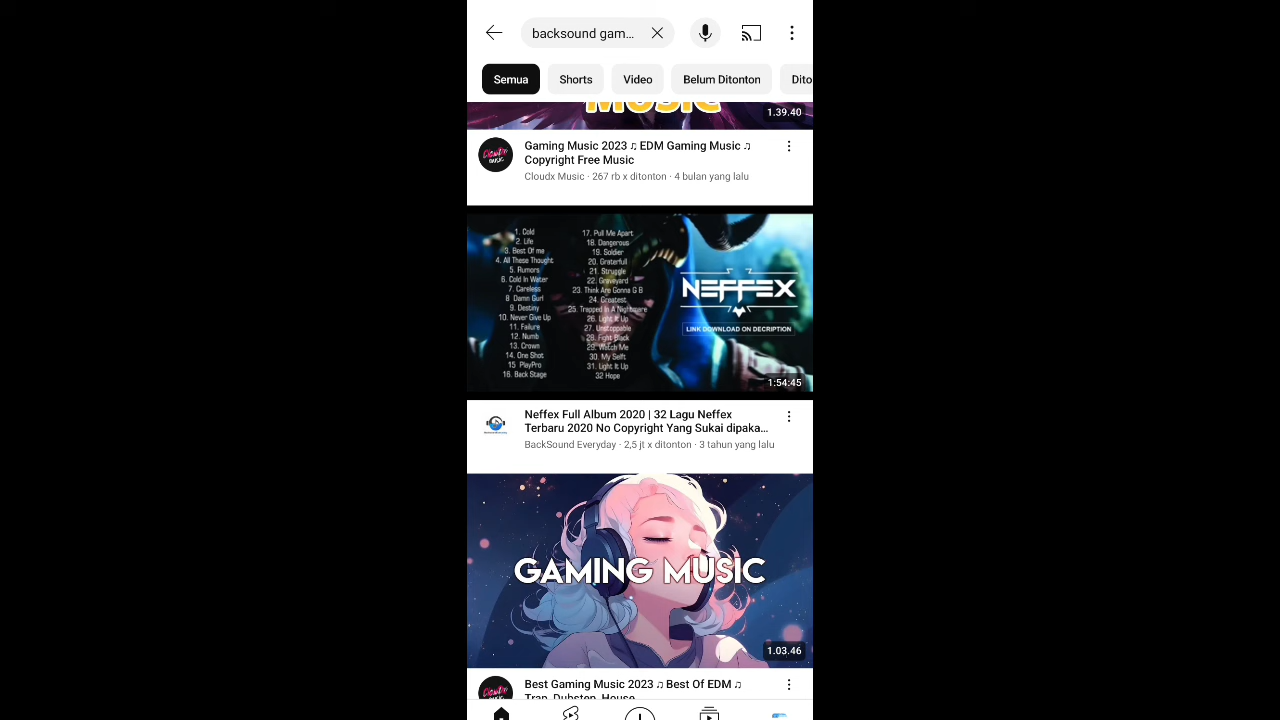 backsound gam...
Semua
Shorts
Video
Belum Ditonton
Dito
MUSIC
1.39.40
Gaming Music 2023 ♫ EDM Gaming Music ♫
Copyright Free Music
Cloudx Music · 267 rb x ditonton · 4 bulan yang lalu
1. Cold
2. Life
3. Best Of me
4. All These Thought
5. Rumors
6. Cold In Water
7. Careless
8 Damn Gurl
9. Destiny
10. Never Give Up
11. Failure
12. Numb
13. Crown
14. One Shot
15 PlayPro
16. Back Stage
17. Pull Me Apart
18. Dangerous
19. Soldier
20. Graterfull
21. Struggle
22. Graveyard
23. Think Are Gonna G B
24. Greatest
25. Trapped In A Nightmare
26. Light It Up
27. Unstoppable
28. Fight Black
29. Watch Me
30. My Selft
31. Light It Up
32 Hope
NEFFEX
LINK DOWNLOAD ON DECRIPTION
1:54:45
Neffex Full Album 2020 | 32 Lagu Neffex
Terbaru 2020 No Copyright Yang Sukai dipaka...
BackSound Everyday · 2,5 jt x ditonton · 3 tahun yang lalu
GAMING MUSIC
1.03.46
Best Gaming Music 2023 ♫ Best Of EDM ♫
Trap, Dubstep, House